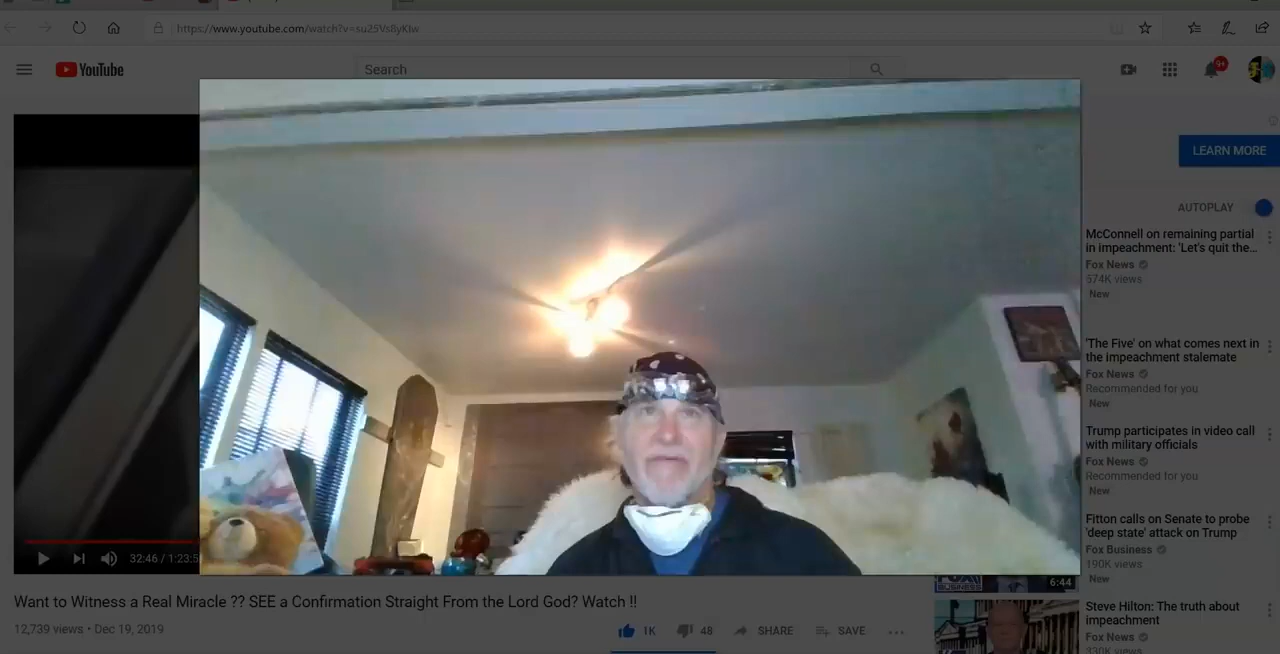 https://www.youtube.com/watch?v=su25Vs8yKIw
YouTube
Search
9+
LEARN MORE
AUTOPLAY
McConnell on remaining partial
in impeachment: 'Let's quit the...
Fox News
574K views
New
'The Five' on what comes next in
the impeachment stalemate
Fox News
Recommended for you
New
Trump participates in video call
with military officials
Fox News
Recommended for you
New
Fitton calls on Senate to probe
'deep state' attack on Trump
Fox Business
190K views
New
6:44
Steve Hilton: The truth about
impeachment
Fox News
330K views
32:46 / 1:23:5
Want to Witness a Real Miracle ?? SEE a Confirmation Straight From the Lord God? Watch !!
12,739 views • Dec 19, 2019
1K
48
SHARE
SAVE